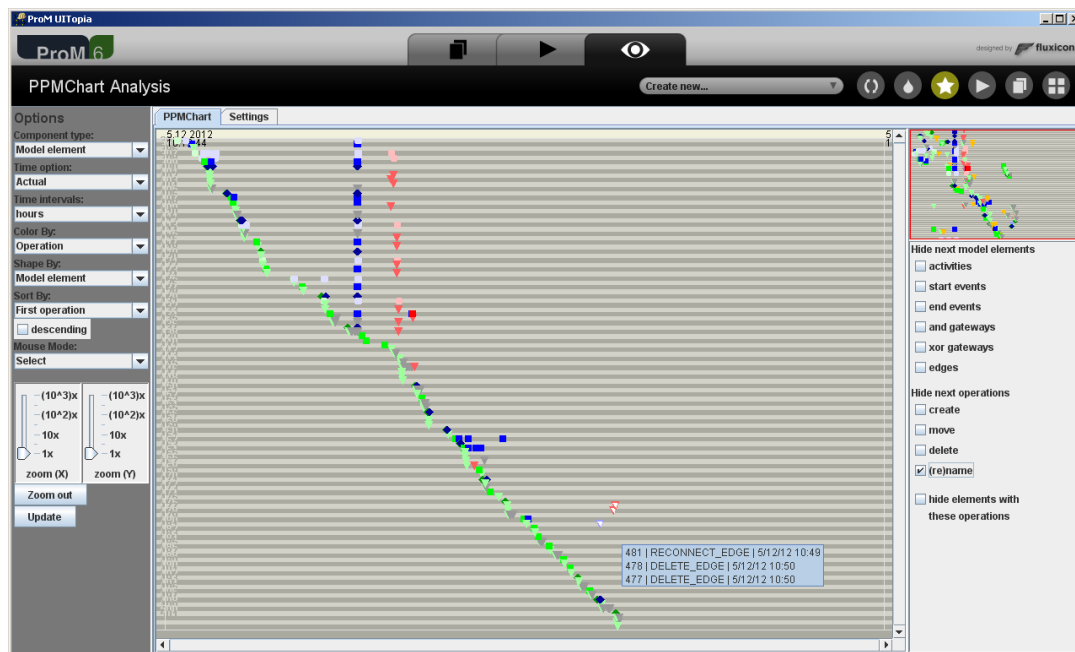 ProM UITopia
ProM 6
designed by fluxicon
PPMChart Analysis
Create new...
Options
Component type:
Model element
Time option:
Actual
Time intervals:
hours
Color By:
Operation
Shape By:
Model element
Sort By:
First operation
descending
Mouse Mode:
Select
(10^3)x
(10^2)x
10x
1x
zoom (X)
(10^3)x
(10^2)x
10x
1x
zoom (Y)
Zoom out
Update
PPMChart
Settings
5.12.2012
5
1
481 | RECONNECT_EDGE | 5/12/12 10:49
478 | DELETE_EDGE | 5/12/12 10:50
477 | DELETE_EDGE | 5/12/12 10:50
Hide next model elements
activities
start events
end events
and gateways
xor gateways
edges
Hide next operations
create
move
delete
(re)name
hide elements with
these operations